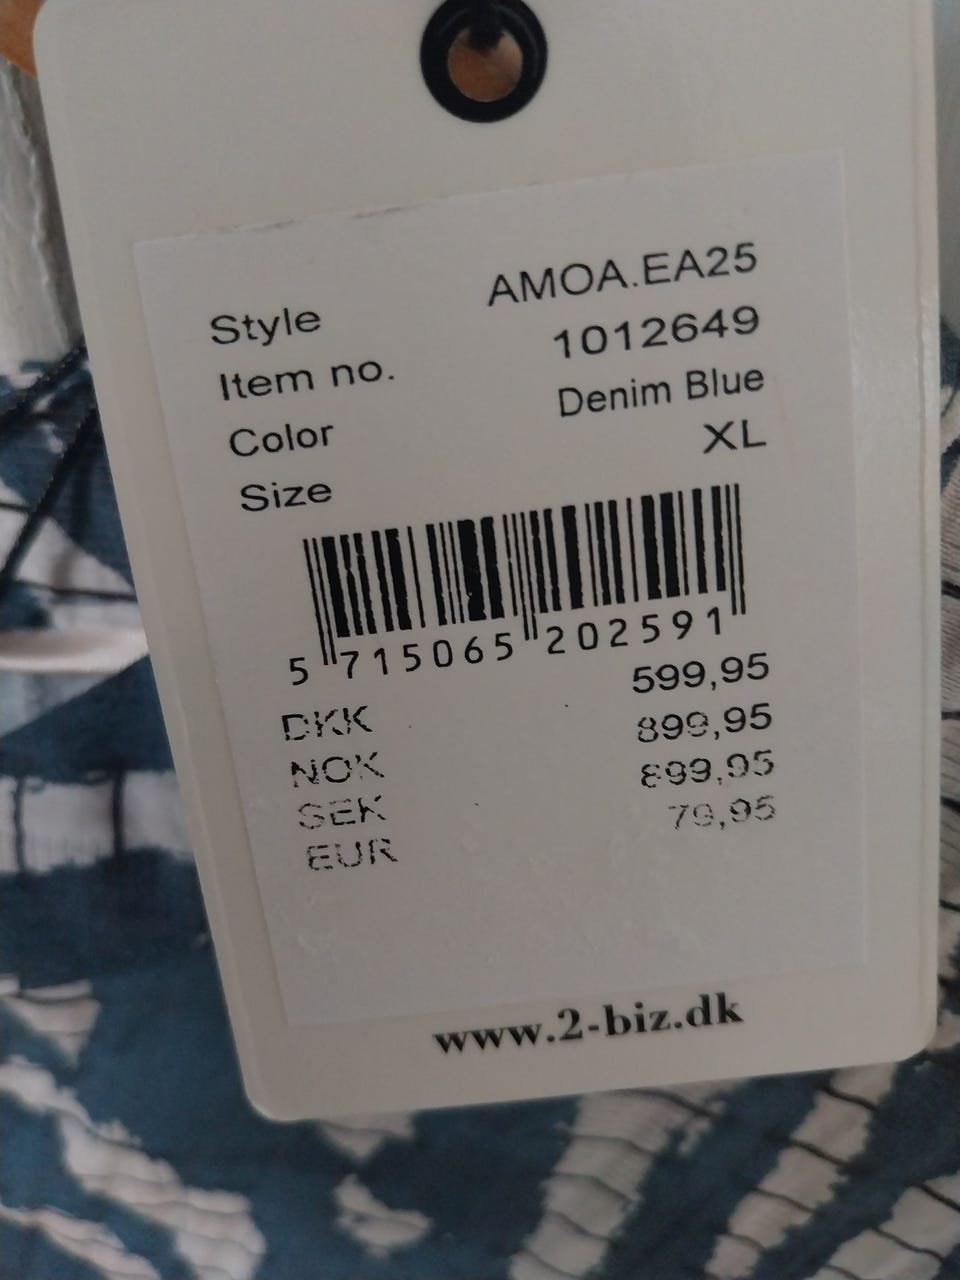 Style AMOA.EA25
Item no. 1012649
Color Denim Blue
Size XL
5 715065 202591
DKK 599,95
NOK 899,95
SEK 899,95
EUR 79,95
www.2-biz.dk